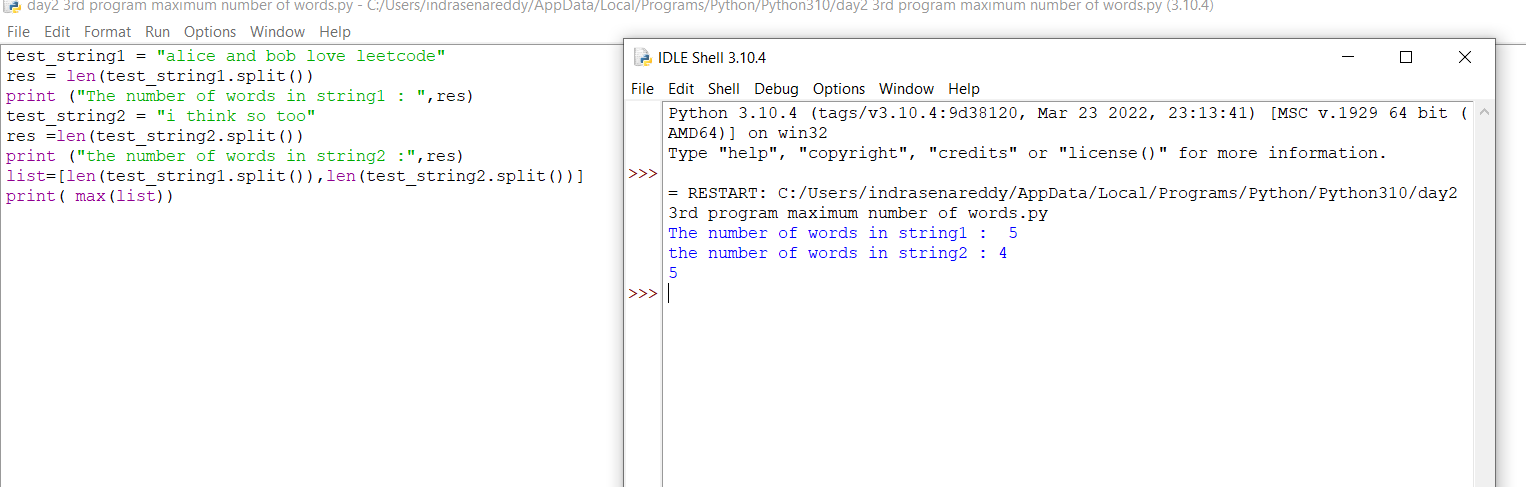 day2 3rd program maximum number of words.py - C:/Users/indrasenareddy/AppData/Local/Programs/Python/Python310/day2 3rd program maximum number of words.py (3.10.4)
File Edit Format Run Options Window Help
test_string1 = "alice and bob love leetcode"
res = len(test_string1.split())
print ("The number of words in string1 : ",res)
test_string2 = "i think so too"
res =len(test_string2.split())
print ("the number of words in string2 :",res)
list=[len(test_string1.split()),len(test_string2.split())]
print( max(list))
IDLE Shell 3.10.4
File Edit Shell Debug Options Window Help
Python 3.10.4 (tags/v3.10.4:9d38120, Mar 23 2022, 23:13:41) [MSC v.1929 64 bit (
AMD64)] on win32
Type "help", "copyright", "credits" or "license()" for more information.
>>>
= RESTART: C:/Users/indrasenareddy/AppData/Local/Programs/Python/Python310/day2
3rd program maximum number of words.py
The number of words in string1 :  5
the number of words in string2 : 4
5
>>>